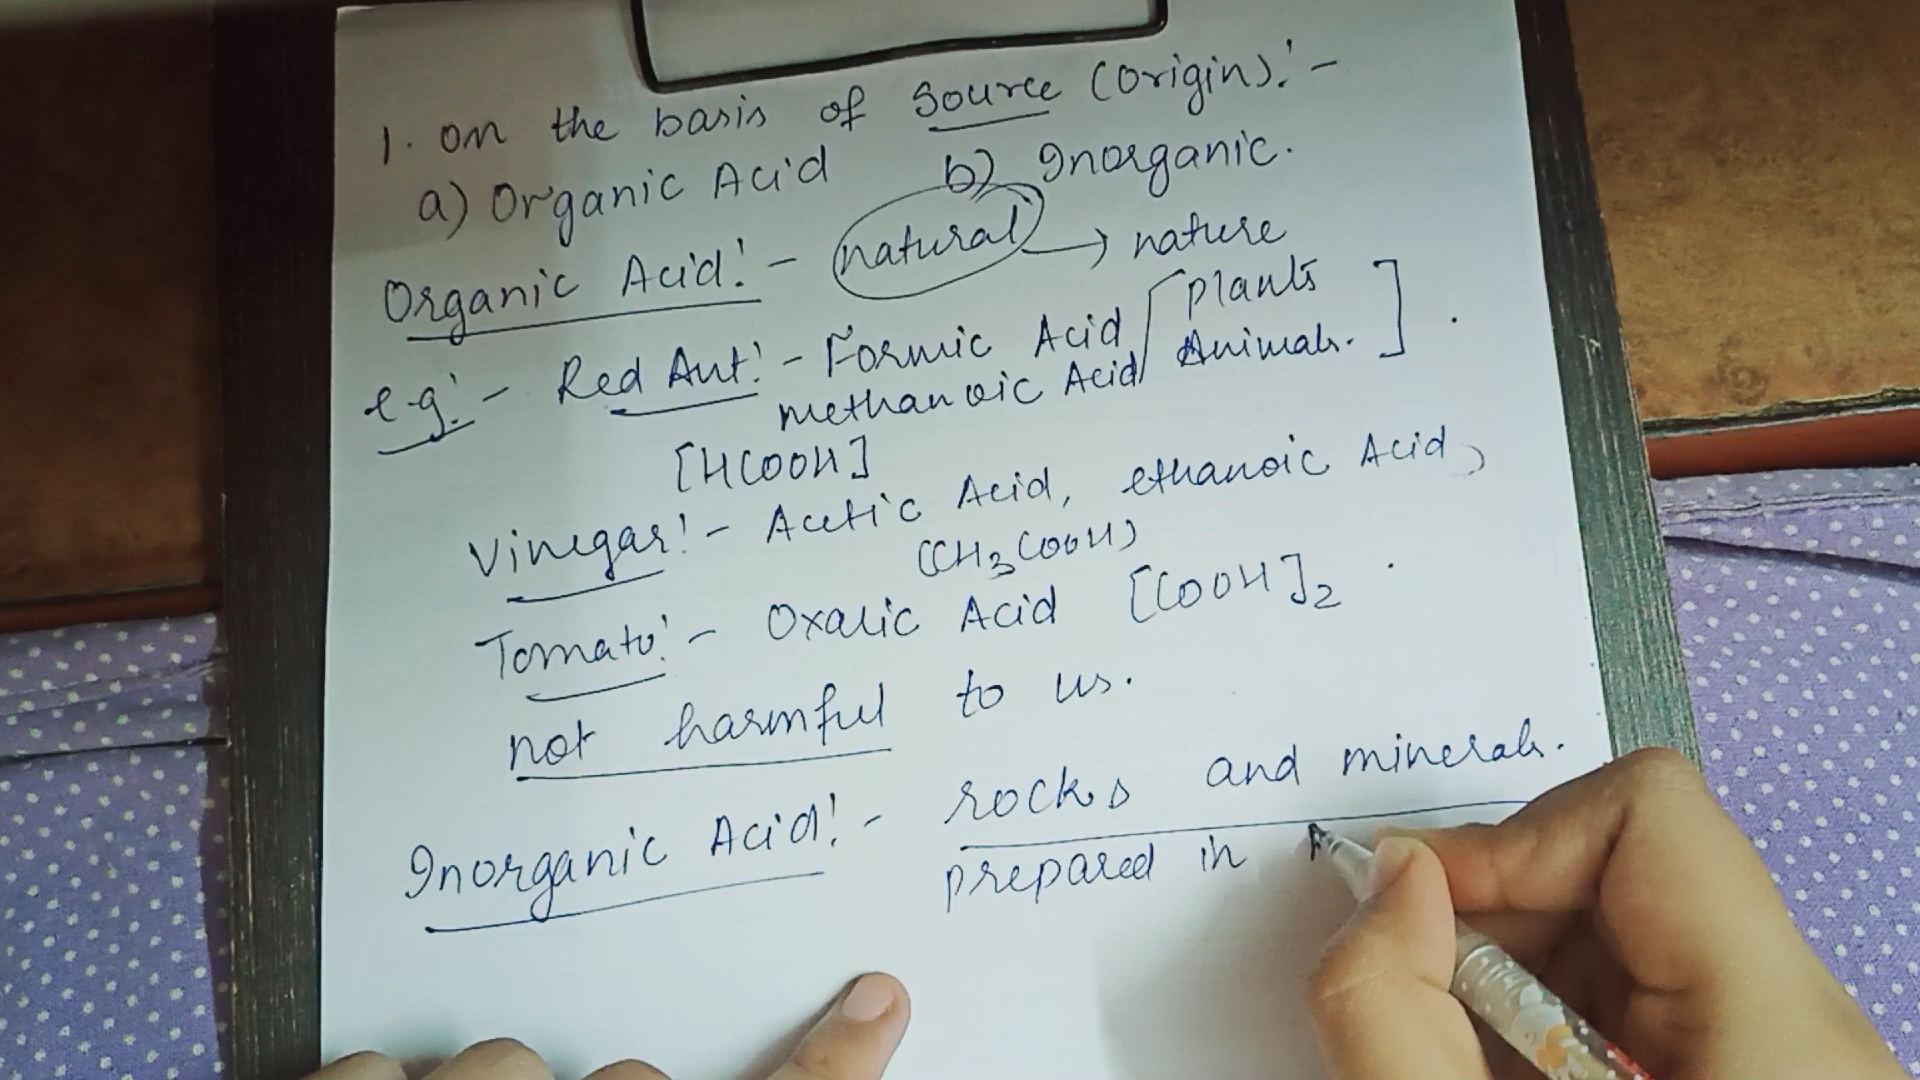 1. on the basis of source (origin):-
a) Organic Acid b) Inorganic.
Organic Acid:- natural → nature
[plants
Animals.]
e.g:- Red Ant:- Formic Acid
methanoic Acid
[HCOOH]
Vinegar:- Acetic Acid, ethanoic Acid,
(CH3COOH)
Tomato:- Oxalic Acid [COOH]2
not harmful to us.
Inorganic Acid:- rocks and minerals.
prepared in